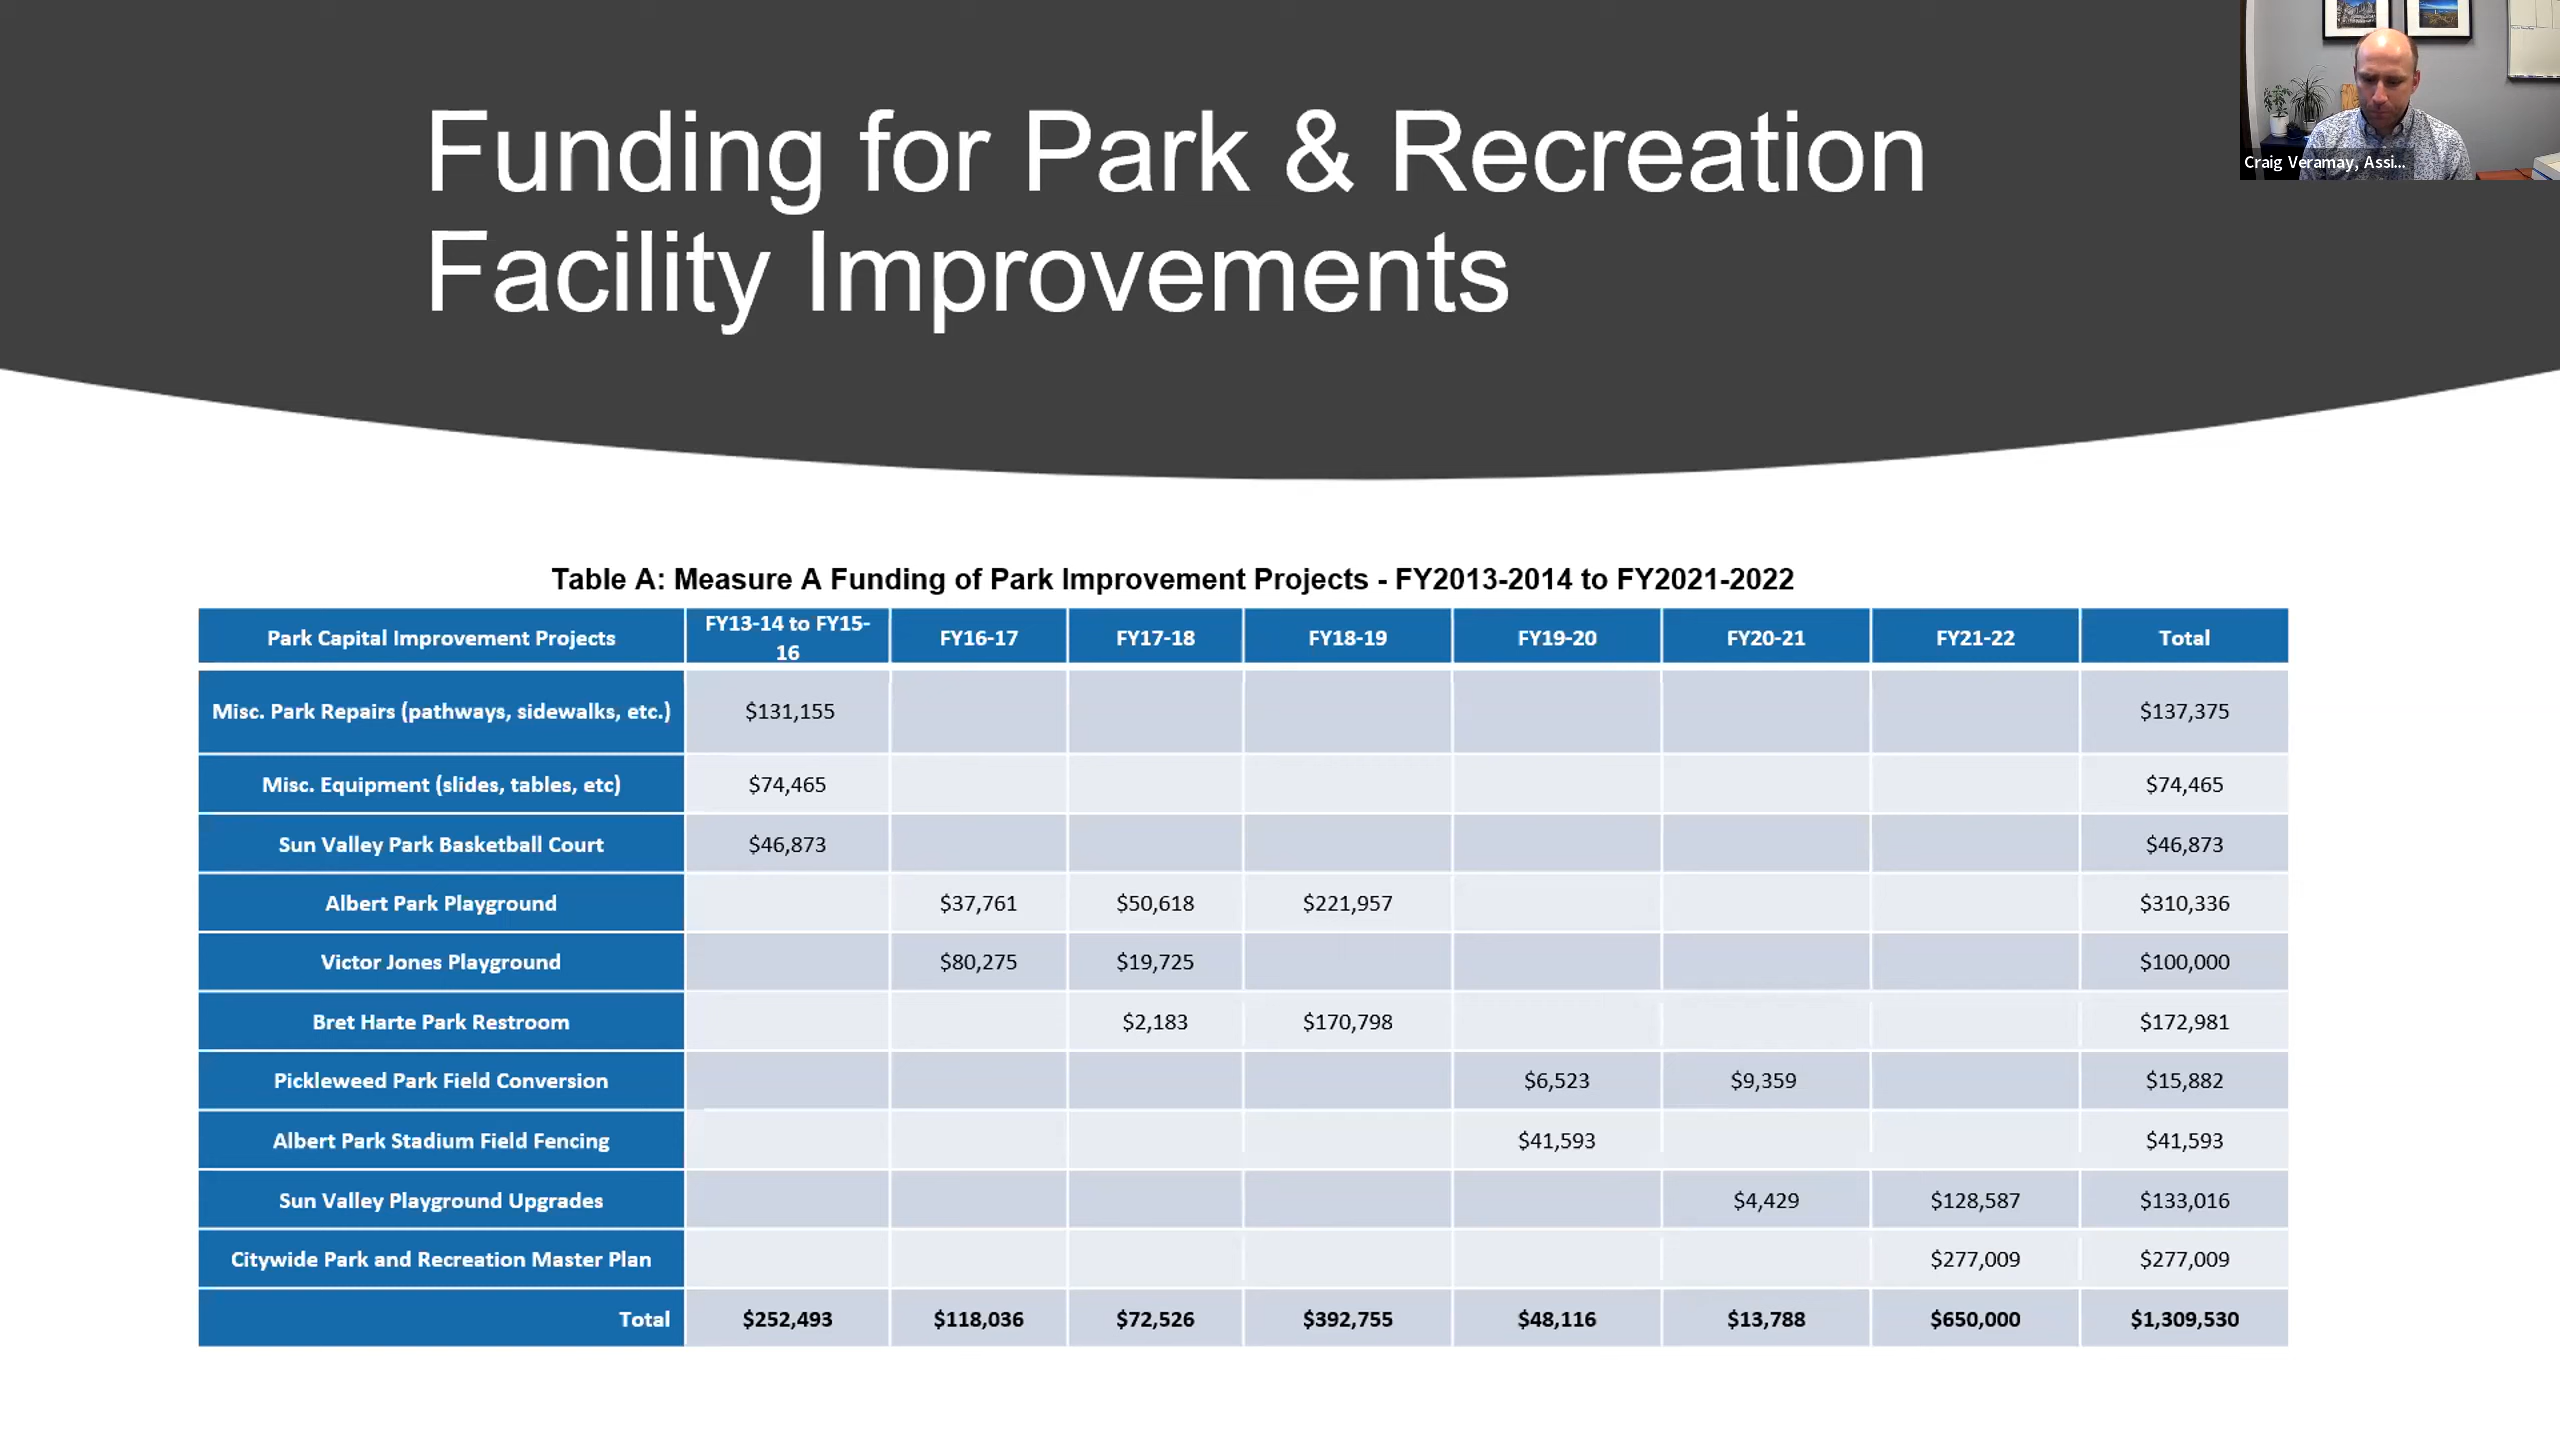 Funding for Park & Recreation
Facility Improvements
Craig Veramay, Assi...
Table A: Measure A Funding of Park Improvement Projects - FY2013-2014 to FY2021-2022
Park Capital Improvement Projects FY13-14 to FY15-16 FY16-17 FY17-18 FY18-19 FY19-20 FY20-21 FY21-22 Total
Misc. Park Repairs (pathways, sidewalks, etc.) $131,155 $137,375
Misc. Equipment (slides, tables, etc) $74,465 $74,465
Sun Valley Park Basketball Court $46,873 $46,873
Albert Park Playground $37,761 $50,618 $221,957 $310,336
Victor Jones Playground $80,275 $19,725 $100,000
Bret Harte Park Restroom $2,183 $170,798 $172,981
Pickleweed Park Field Conversion $6,523 $9,359 $15,882
Albert Park Stadium Field Fencing $41,593 $41,593
Sun Valley Playground Upgrades $4,429 $128,587 $133,016
Citywide Park and Recreation Master Plan $277,009 $277,009
Total $252,493 $118,036 $72,526 $392,755 $48,116 $13,788 $650,000 $1,309,530